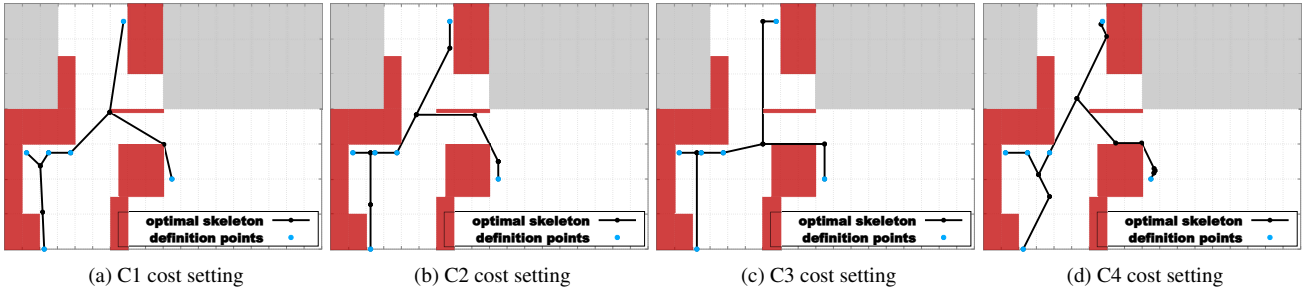 optimal skeleton
definition points
optimal skeleton
definition points
optimal skeleton
definition points
optimal skeleton
definition points
(a) C1 cost setting
(b) C2 cost setting
(c) C3 cost setting
(d) C4 cost setting